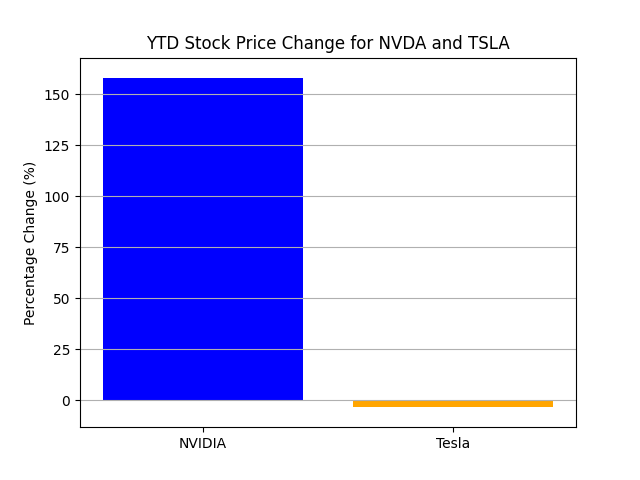 YTD Stock Price Change for NVDA and TSLA
Percentage Change (%)
150
125
100
75
50
25
0
NVIDIA
Tesla